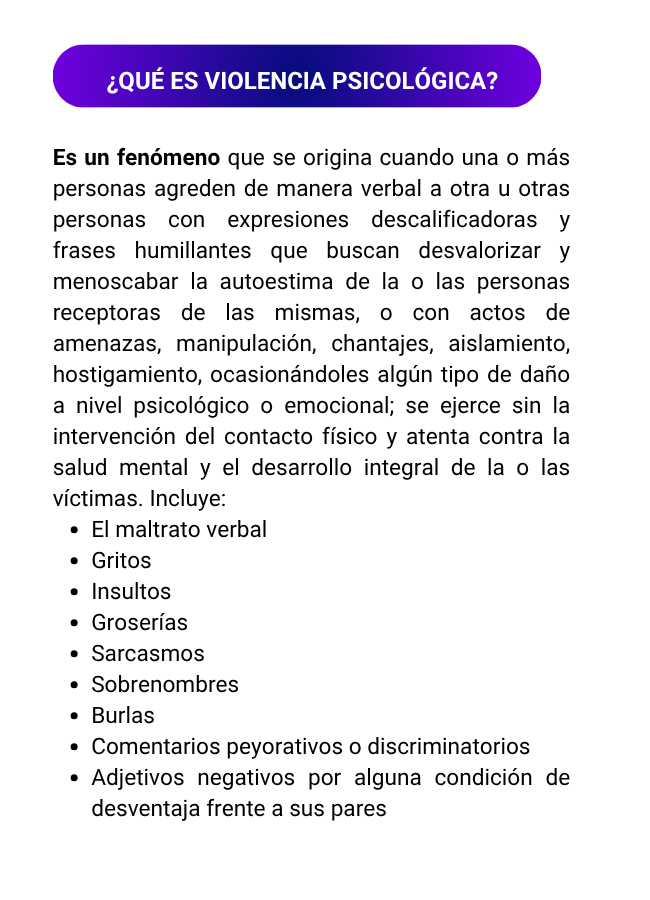 ¿QUÉ ES VIOLENCIA PSICOLÓGICA?
Es un fenómeno que se origina cuando una o más
personas agreden de manera verbal a otra u otras
personas con expresiones descalificadoras y
frases humillantes que buscan desvalorizar y
menoscabar la autoestima de la o las personas
receptoras de las mismas, o con actos de
amenazas, manipulación, chantajes, aislamiento,
hostigamiento, ocasionándoles algún tipo de daño
a nivel psicológico o emocional; se ejerce sin la
intervención del contacto físico y atenta contra la
salud mental y el desarrollo integral de la o las
víctimas. Incluye:
• El maltrato verbal
• Gritos
• Insultos
• Groserías
• Sarcasmos
• Sobrenombres
• Burlas
• Comentarios peyorativos o discriminatorios
• Adjetivos negativos por alguna condición de
desventaja frente a sus pares